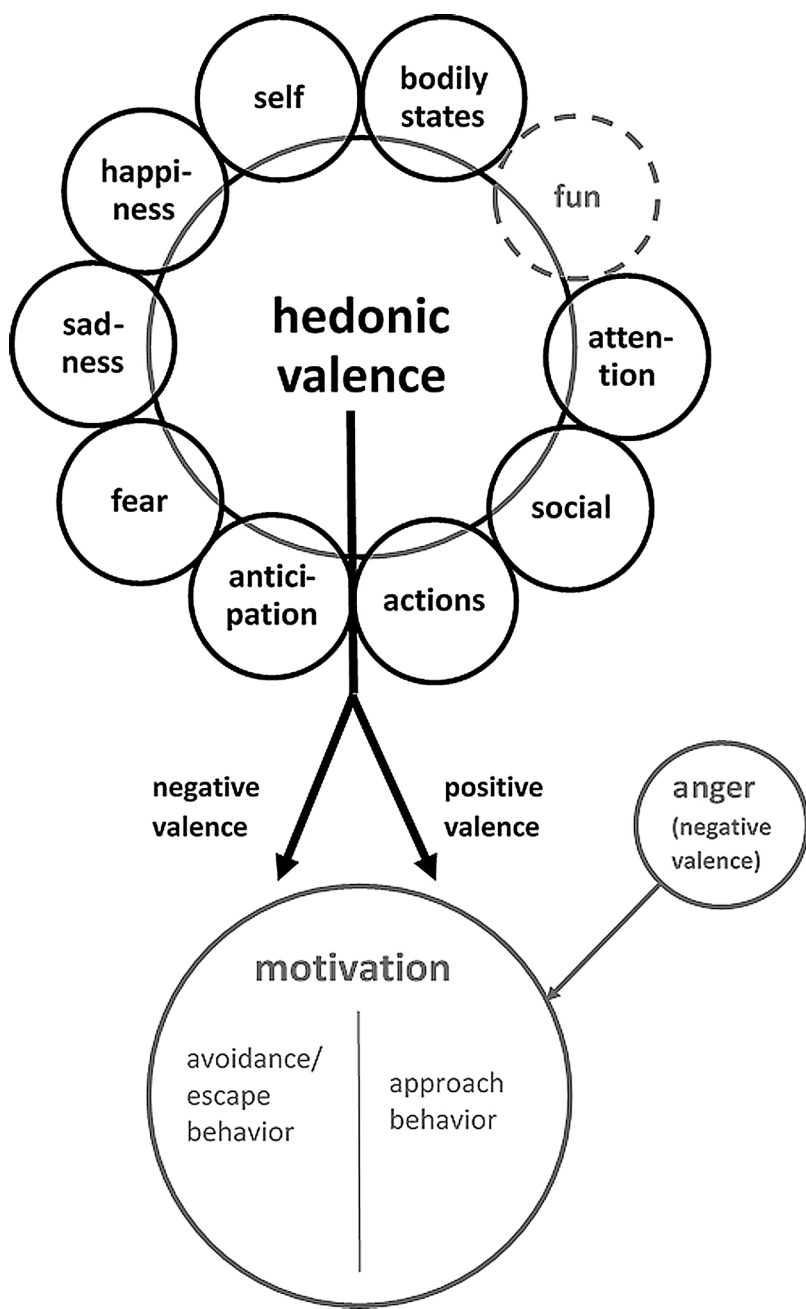 self
bodily
states
happi-
ness
fun
hedonic
valence
sad-
ness
atten-
tion
fear
social
antici-
pation
actions
negative
valence
positive
valence
anger
(negative
valence)
motivation
avoidance/
escape
behavior
approach
behavior